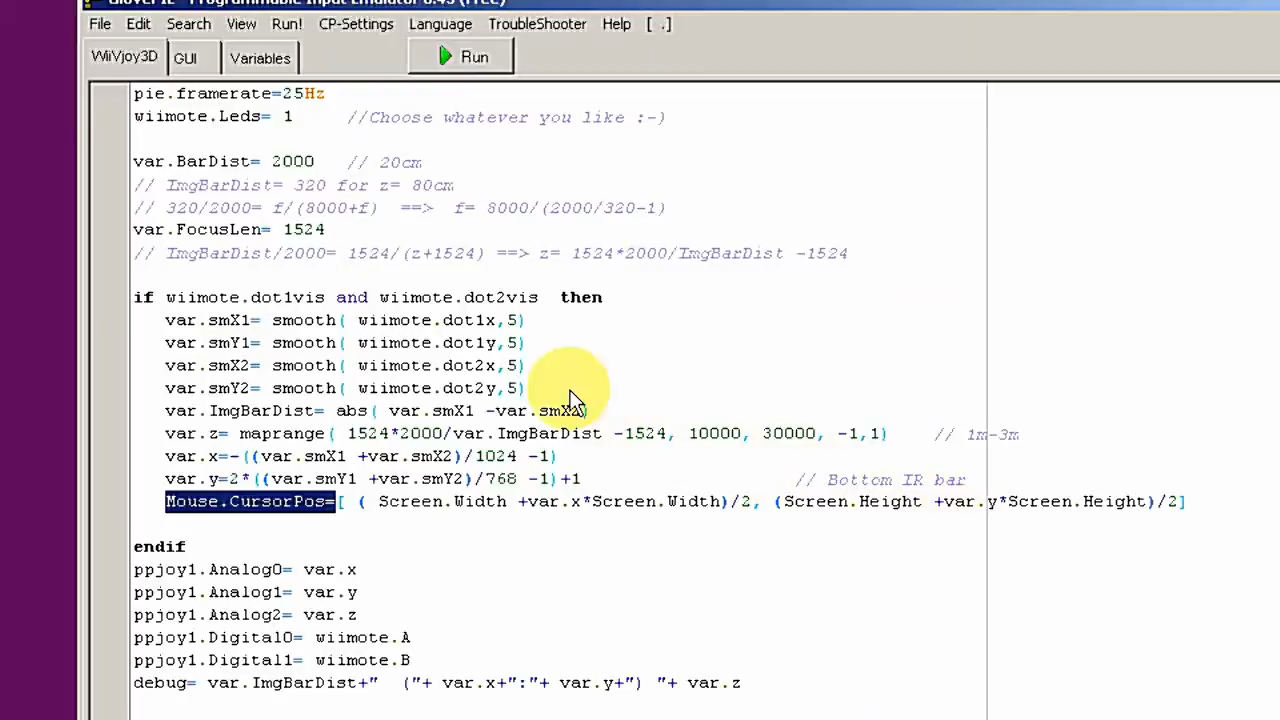 GlovePIE - Programmable Input Emulator 0.45 (Free)
File Edit Search View Run! CP-Settings Language TroubleShooter Help [ .]
WiiVjoy3D GUI Variables Run
pie.framerate=25Hz
wiimote.Leds= 1 //Choose whatever you like :-)
var.BarDist= 2000 // 20cm
// ImgBarDist= 320 for z= 80cm
// 320/2000= f/(8000+f) ==> f= 8000/(2000/320-1)
var.FocusLen= 1524
// ImgBarDist/2000= 1524/(z+1524) ==> z= 1524*2000/ImgBarDist -1524
if wiimote.dot1vis and wiimote.dot2vis then
var.smX1= smooth( wiimote.dot1x,5)
var.smY1= smooth( wiimote.dot1y,5)
var.smX2= smooth( wiimote.dot2x,5)
var.smY2= smooth( wiimote.dot2y,5)
var.ImgBarDist= abs( var.smX1 -var.smX2)
var.z= maprange( 1524*2000/var.ImgBarDist -1524, 10000, 30000, -1,1) // 1m-3m
var.x=-((var.smX1 +var.smX2)/1024 -1)
var.y=2*((var.smY1 +var.smY2)/768 -1)+1 // Bottom IR bar
Mouse.CursorPos=[ ( Screen.Width +var.x*Screen.Width)/2, (Screen.Height +var.y*Screen.Height)/2]
endif
ppjoy1.Analog0= var.x
ppjoy1.Analog1= var.y
ppjoy1.Analog2= var.z
ppjoy1.Digital0= wiimote.A
ppjoy1.Digital1= wiimote.B
debug= var.ImgBarDist+" ("+ var.x+":"+ var.y+") "+ var.z